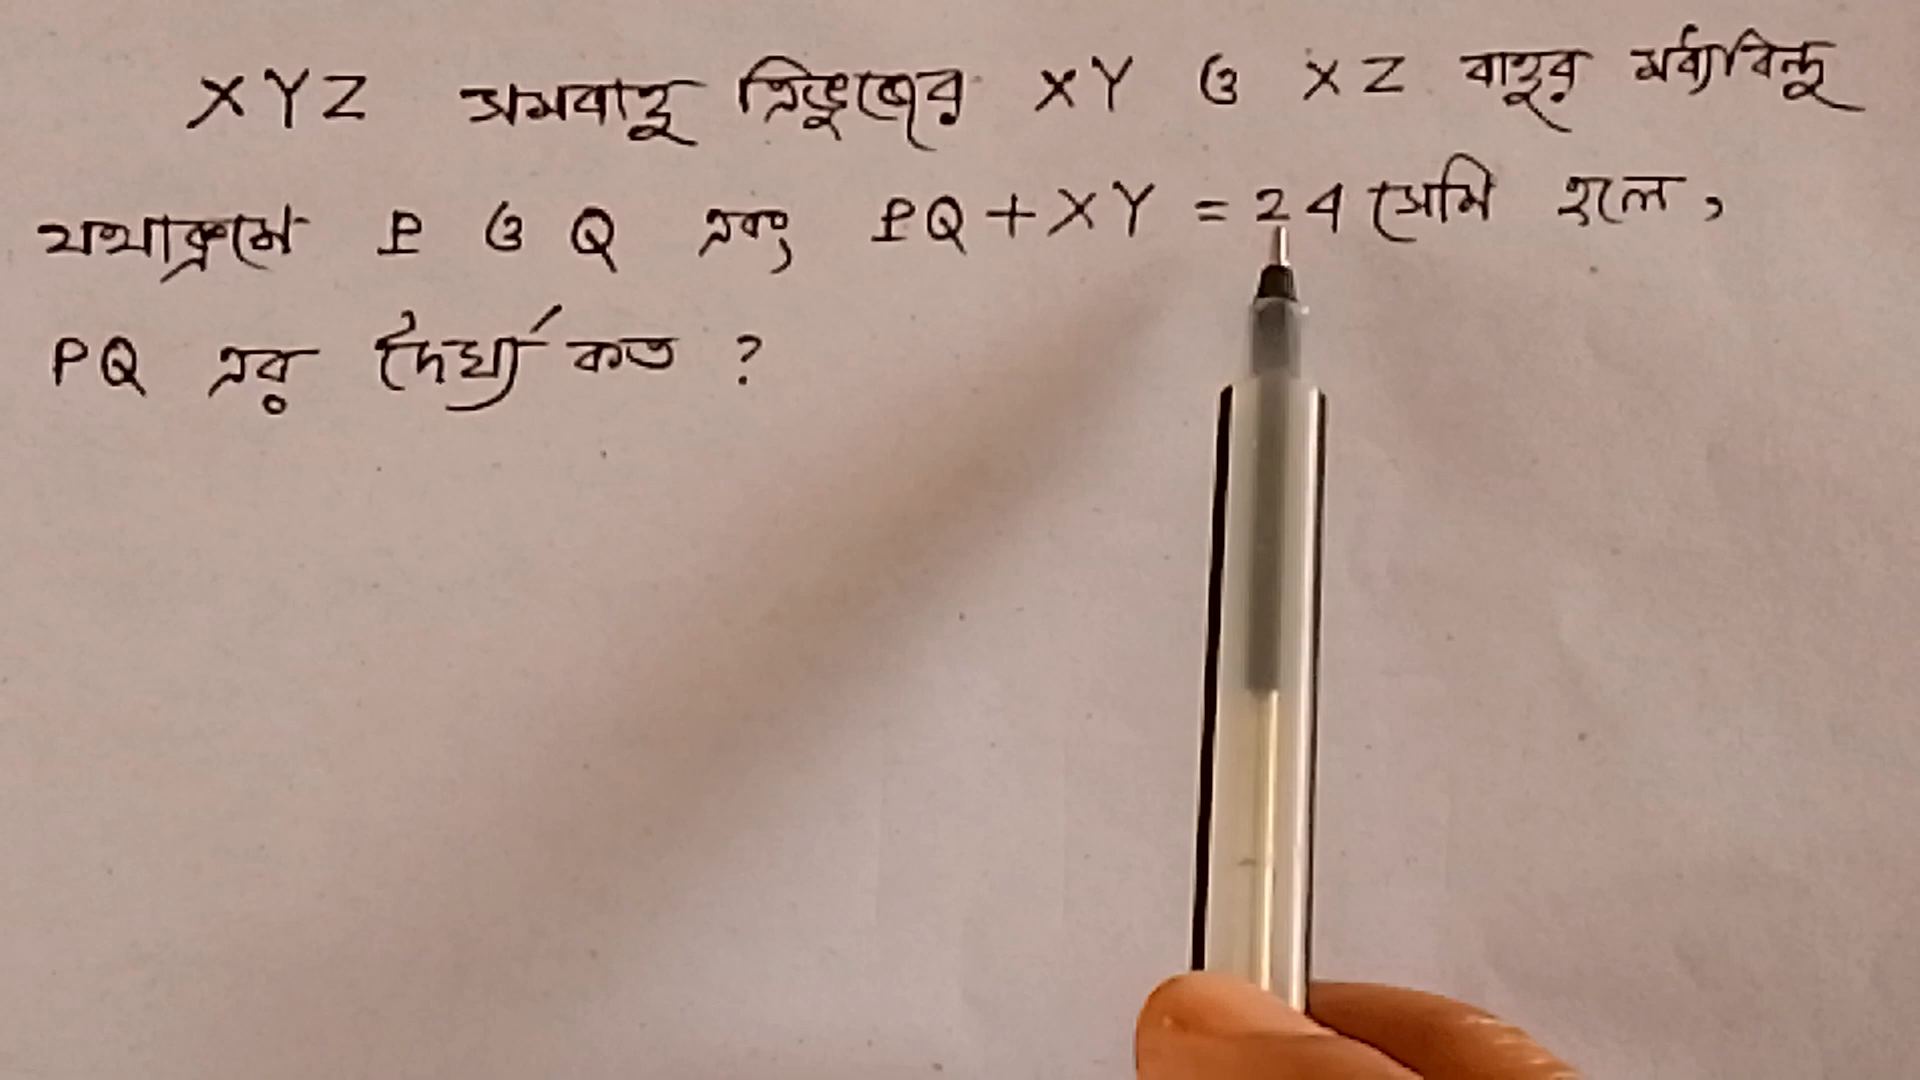 XYZ সমবাহু ত্রিভুজের XY ও XZ বাহুর মধ্যবিন্দু
যথাক্রমে P ও Q এবং PQ + XY = 24 সেমি হলে,
PQ এর দৈর্ঘ্য কত ?